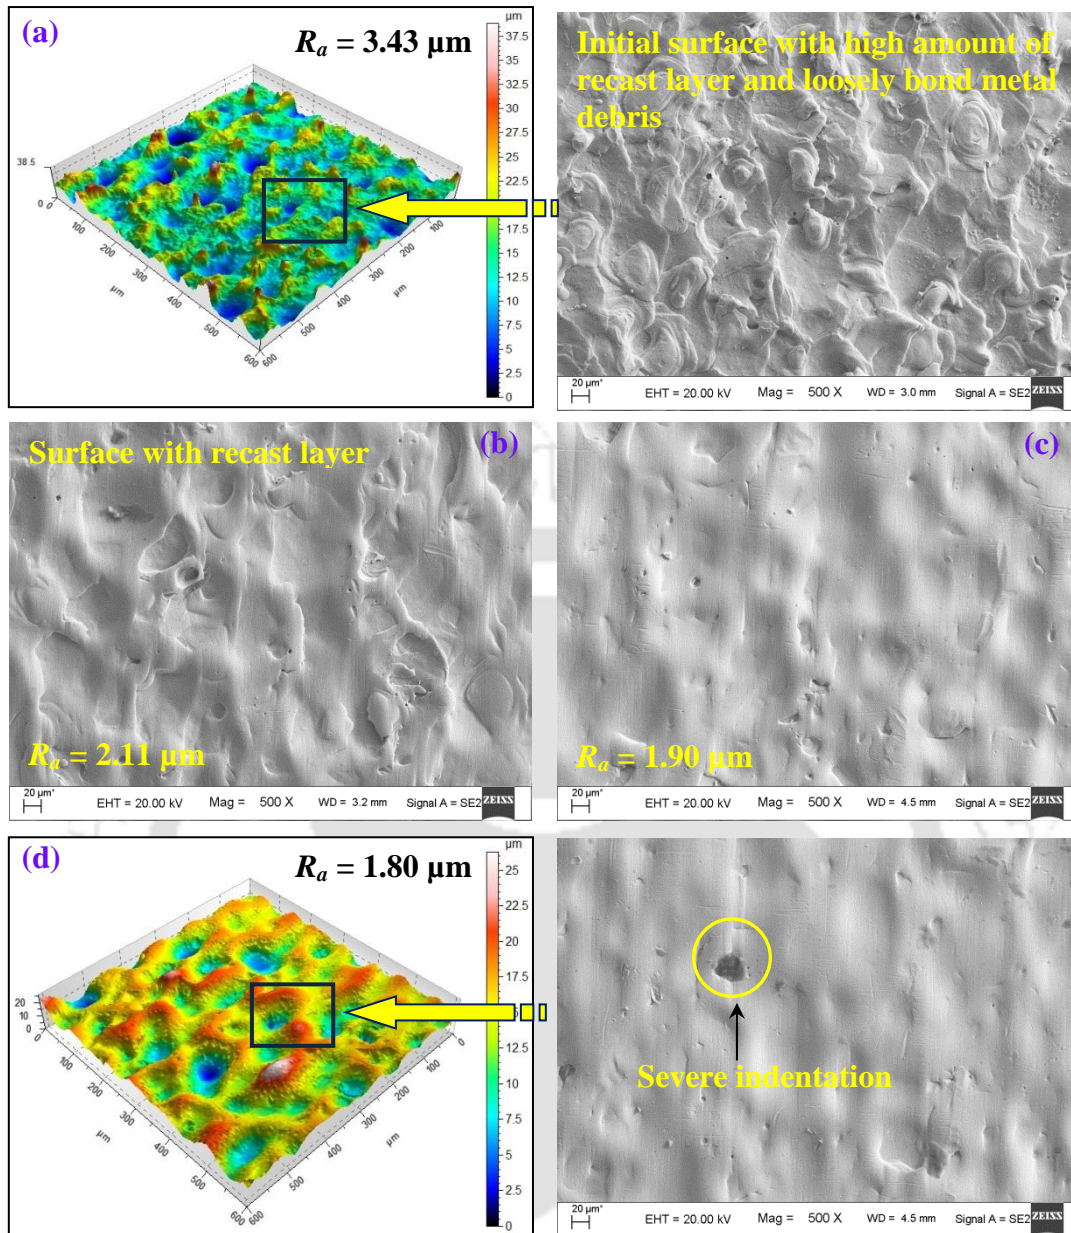 (a)
Ra = 3.43 µm
µm
37.5
35
32.5
30
27.5
25
22.5
20
17.5
15
12.5
10
7.5
5
2.5
0
38.5
0 0
100
200
300
400
500
600
µm
100
200
300
400
500
600
µm
Initial surface with high amount of
recast layer and loosely bond metal
debris
20 µm*
EHT = 20.00 kV Mag = 500 X WD = 3.0 mm Signal A = SE2 ZEISS
Surface with recast layer
(b)
Ra = 2.11 µm
20 µm*
EHT = 20.00 kV Mag = 500 X WD = 3.2 mm Signal A = SE2 ZEISS
(c)
Ra = 1.90 µm
20 µm*
EHT = 20.00 kV Mag = 500 X WD = 4.5 mm Signal A = SE2 ZEISS
(d)
Ra = 1.80 µm
µm
25
22.5
20
17.5
12.5
10
7.5
5
2.5
0
20
10
0
0
100
200
300
400
500
600
µm
0
100
200
300
400
500
600
µm
Severe indentation
20 µm*
EHT = 20.00 kV Mag = 500 X WD = 4.5 mm Signal A = SE2 ZEISS